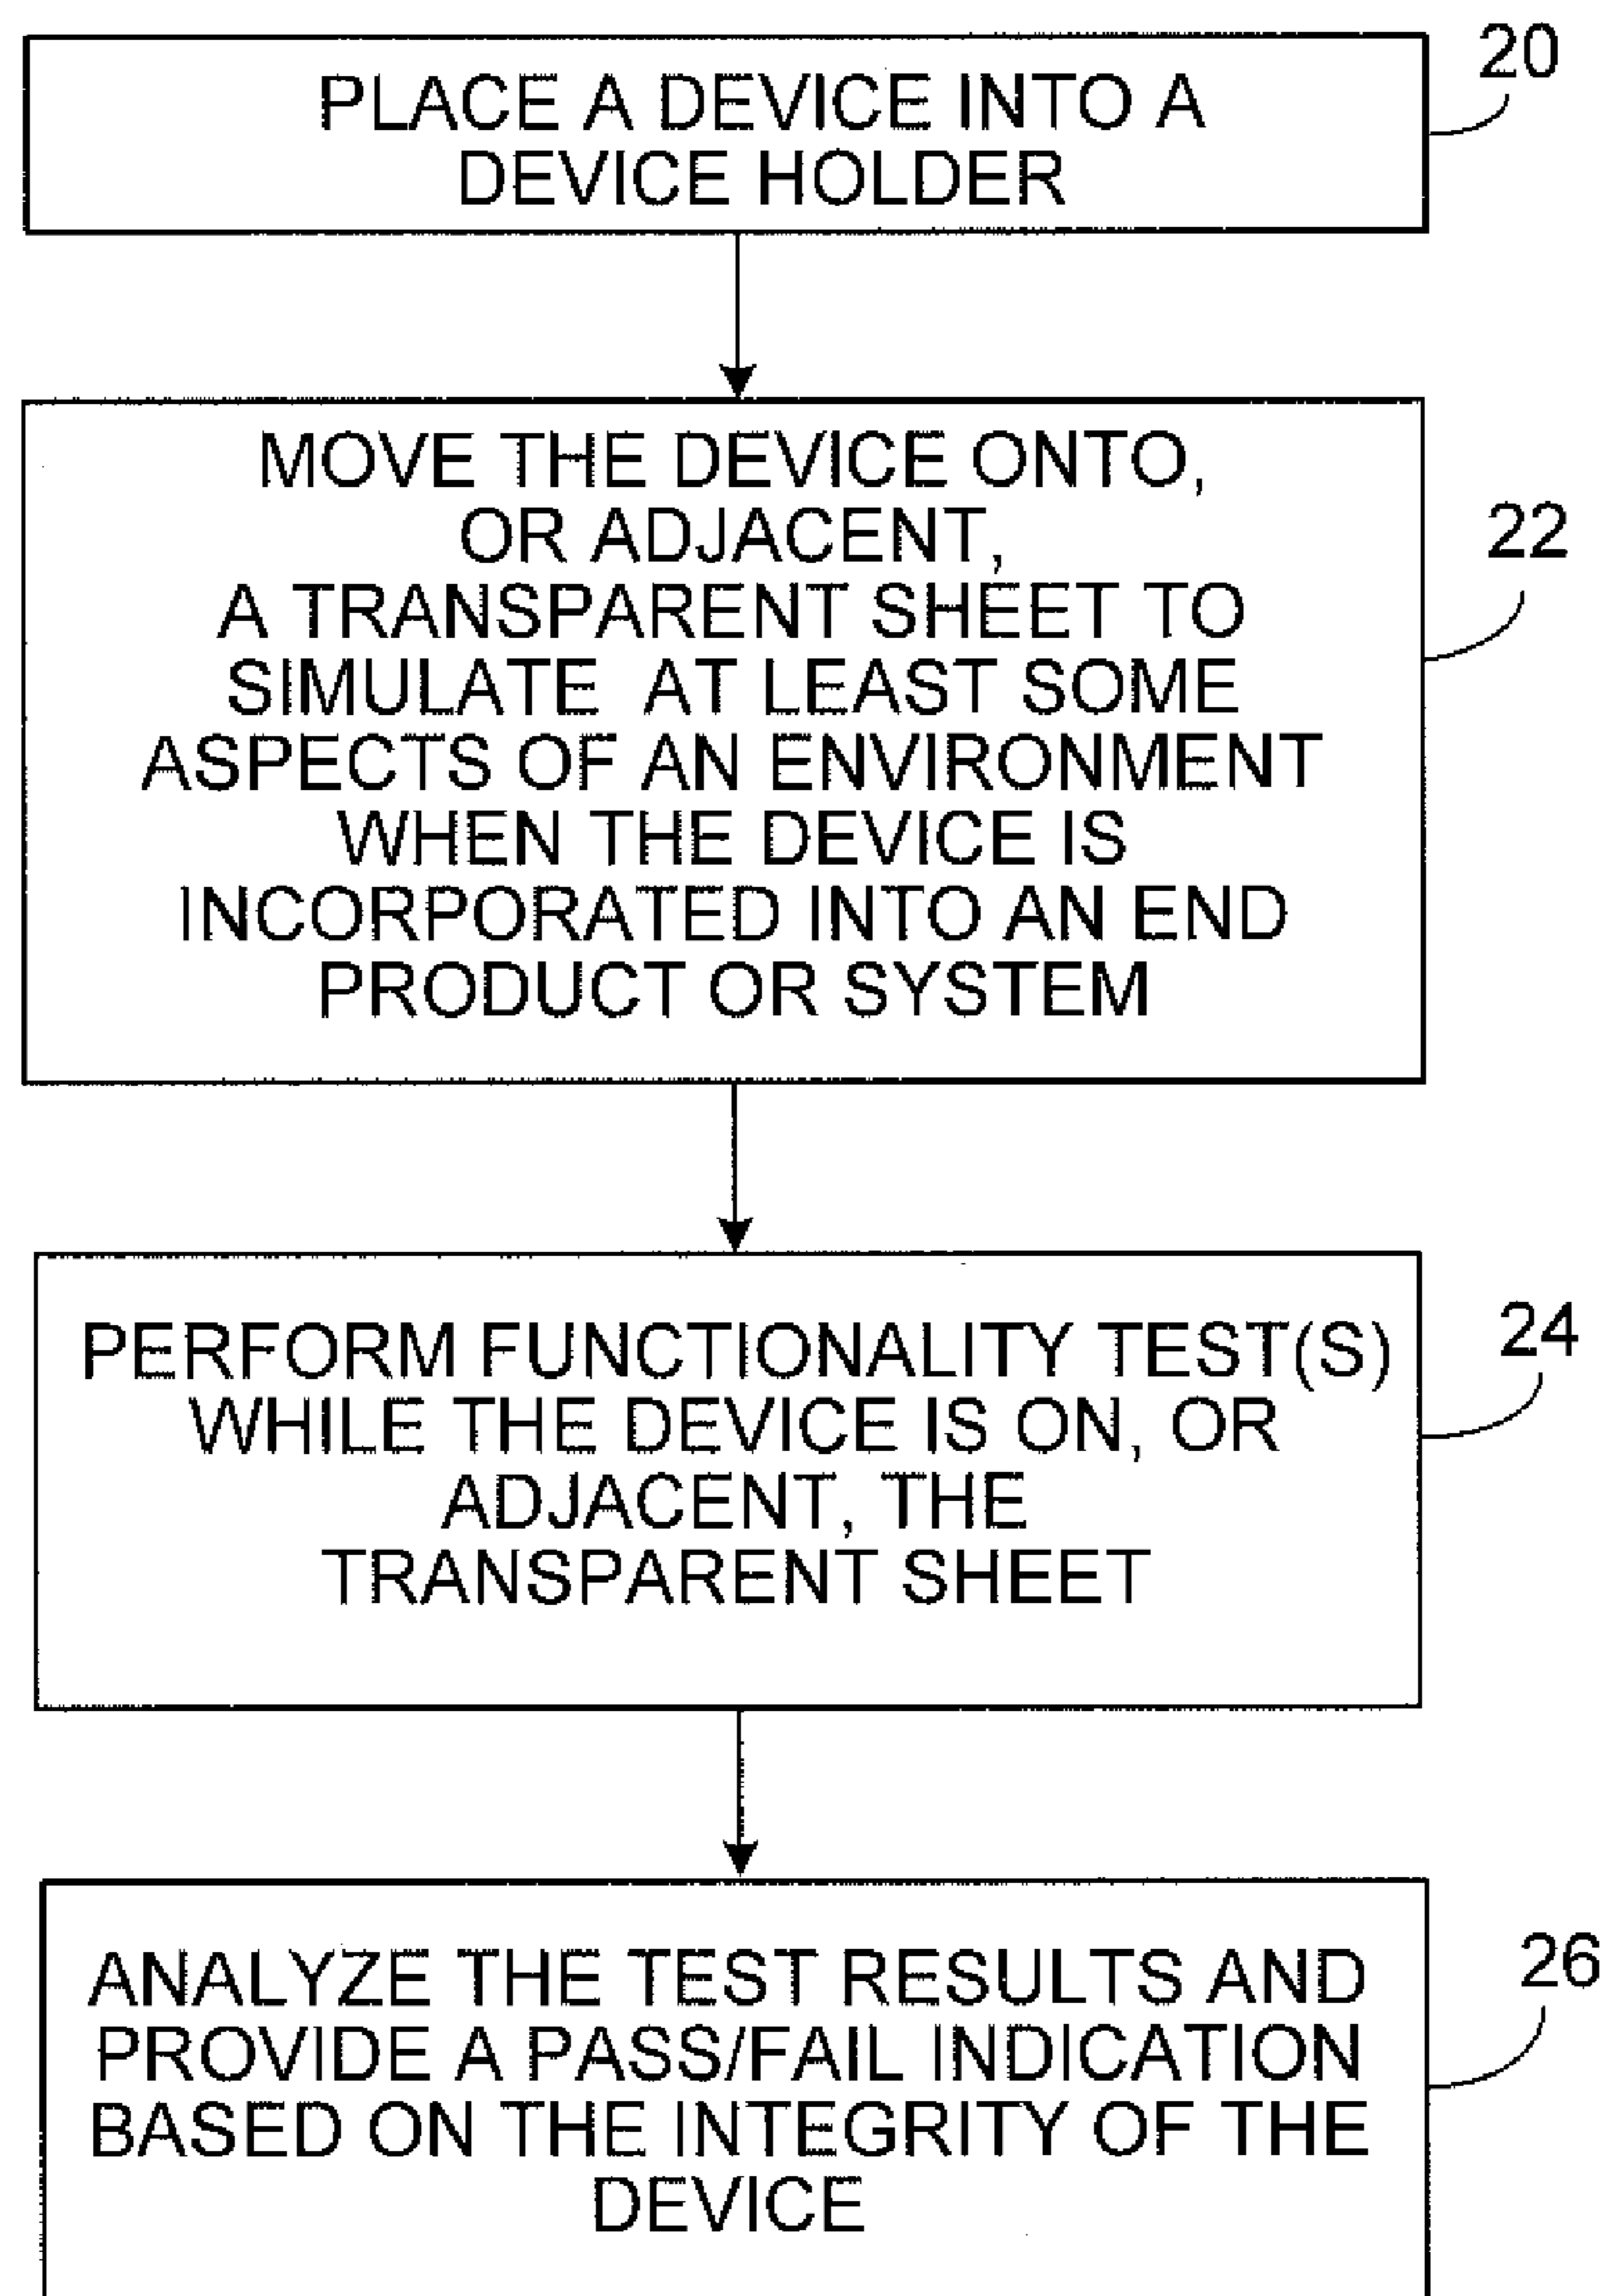 20
PLACE A DEVICE INTO A
DEVICE HOLDER
MOVE THE DEVICE ONTO,
OR ADJACENT,
A TRANSPARENT SHEET TO
SIMULATE AT LEAST SOME
ASPECTS OF AN ENVIRONMENT
WHEN THE DEVICE IS
INCORPORATED INTO AN END
PRODUCT OR SYSTEM
22
PERFORM FUNCTIONALITY TEST(S)
WHILE THE DEVICE IS ON, OR
ADJACENT, THE
TRANSPARENT SHEET
24
ANALYZE THE TEST RESULTS AND
PROVIDE A PASS/FAIL INDICATION
BASED ON THE INTEGRITY OF THE
DEVICE
26